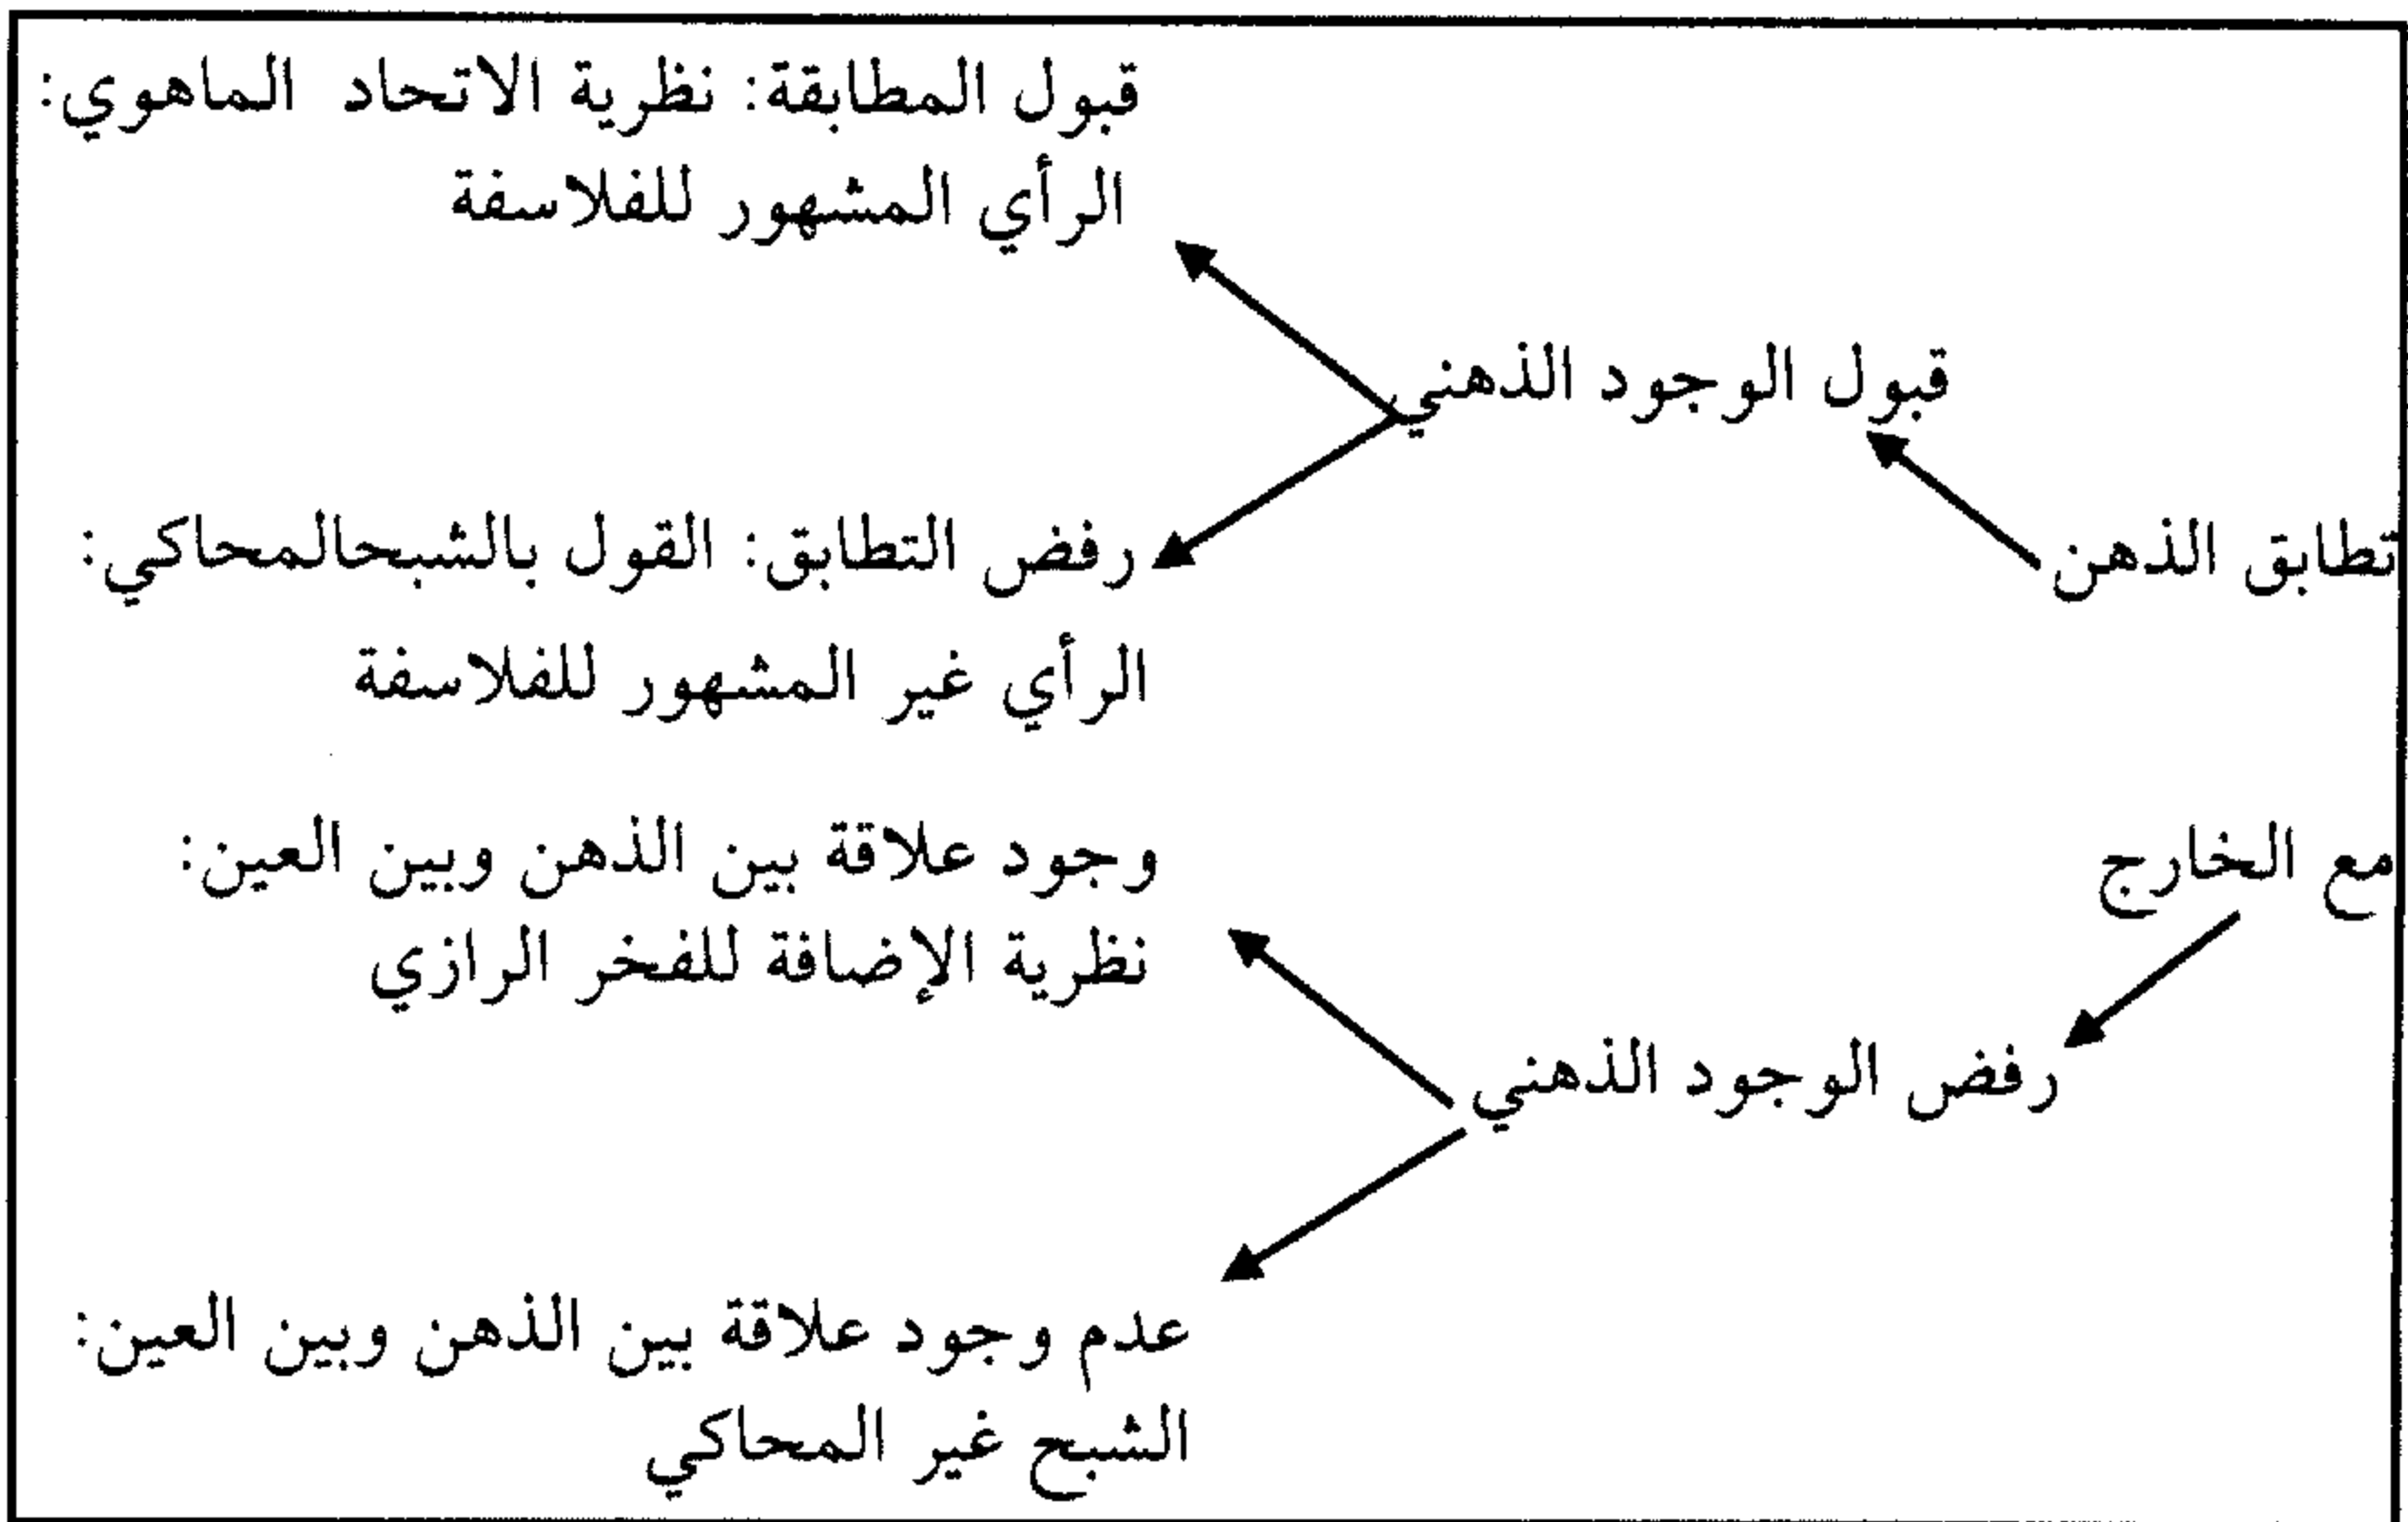 قبول المطابقة: نظرية الاتحاد الماهوي:
الرأي المشهور للفلاسفة
قبول الوجود الذهني
تطابق الذهن
رفض التطابق: القول بالشبحالمحاكي:
الرأي غير المشهور للفلاسفة
مع الخارج
وجود علاقة بين الذهن وبين العين:
نظرية الإضافة للفخر الرازي
رفض الوجود الذهني
عدم وجود علاقة بين الذهن وبين العين:
الشبح غير المحاكي